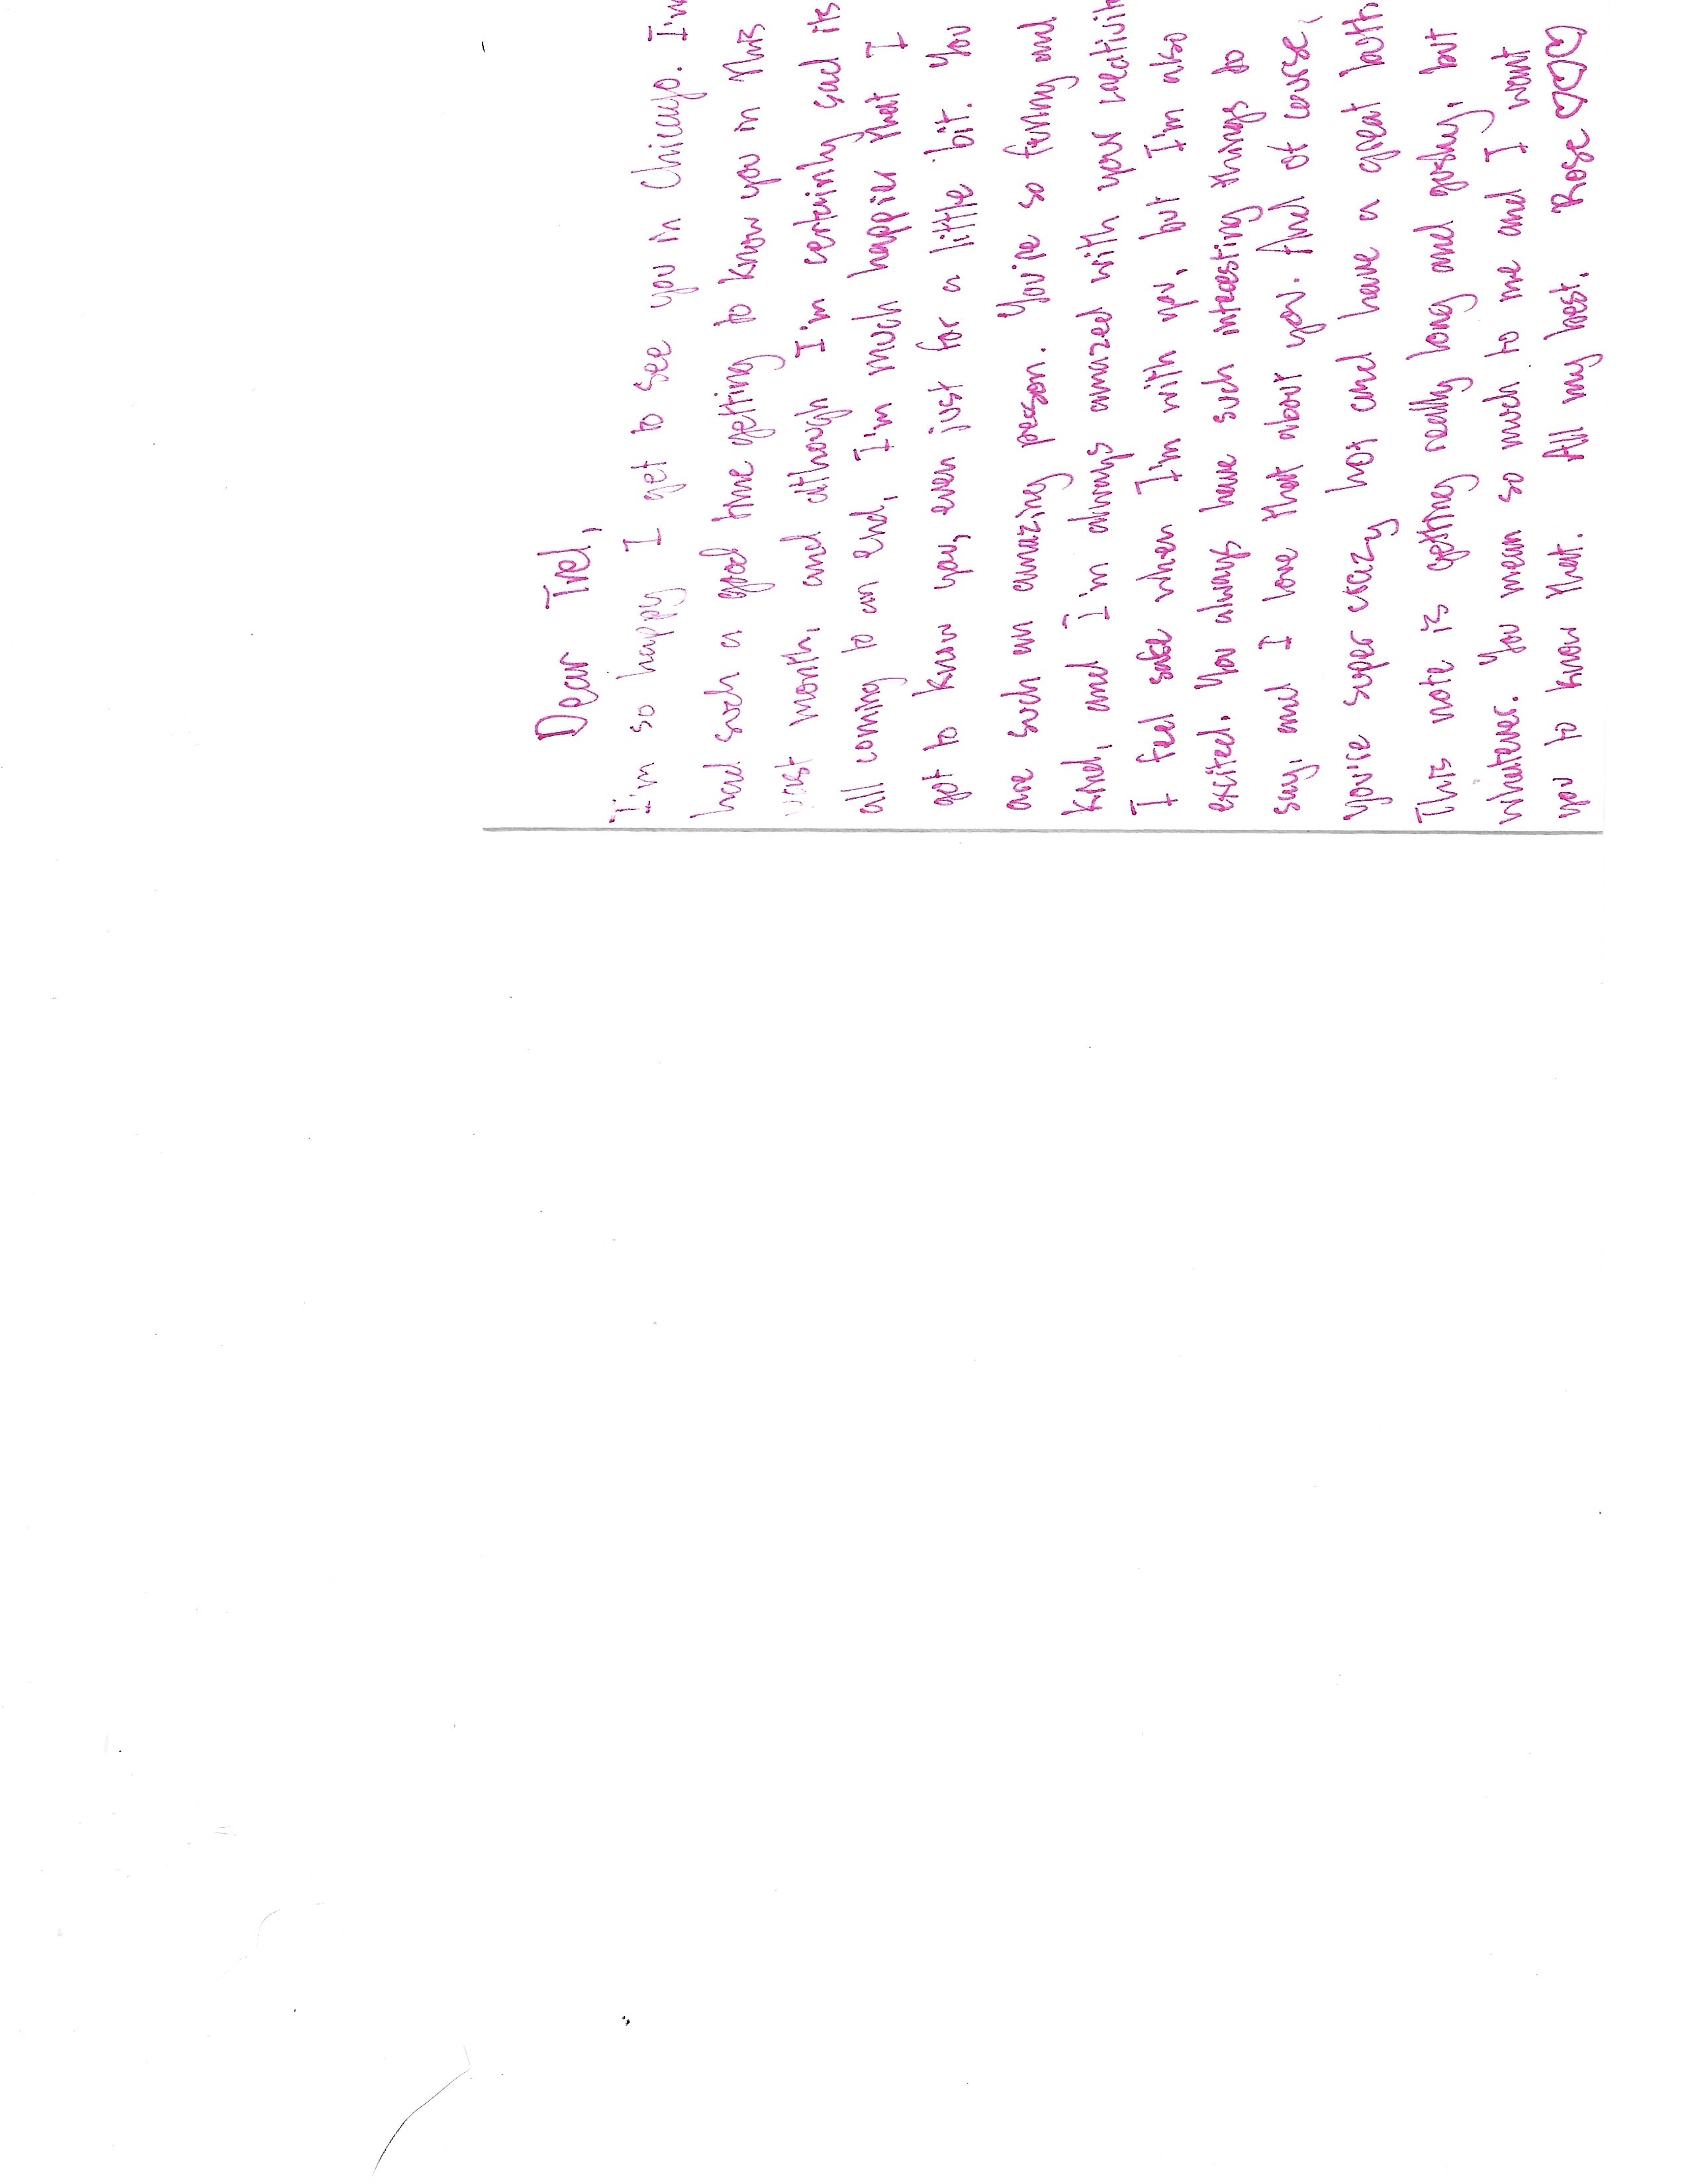 Dear Trel,
I'm so happy I get to see you in Chicago. I'm
had such a good time getting to know you in this
past month, and although I'm certainly sad its
all coming to an end, I'm much happier that I
got to know you, even just for a little bit. You
are such an amazing person. You're so funny and
kind, and I'm always amazed with your creativit
I feel safe when I'm with you, but I'm also
excited. You always have such interesting things to
say, and I love that about you. And of course,
you're super crazy hot and have a great butt.
This note is getting really long and gushy, but
whatever. You mean so much to me and I want
you to know that. All my best, Rose ♡♡♡